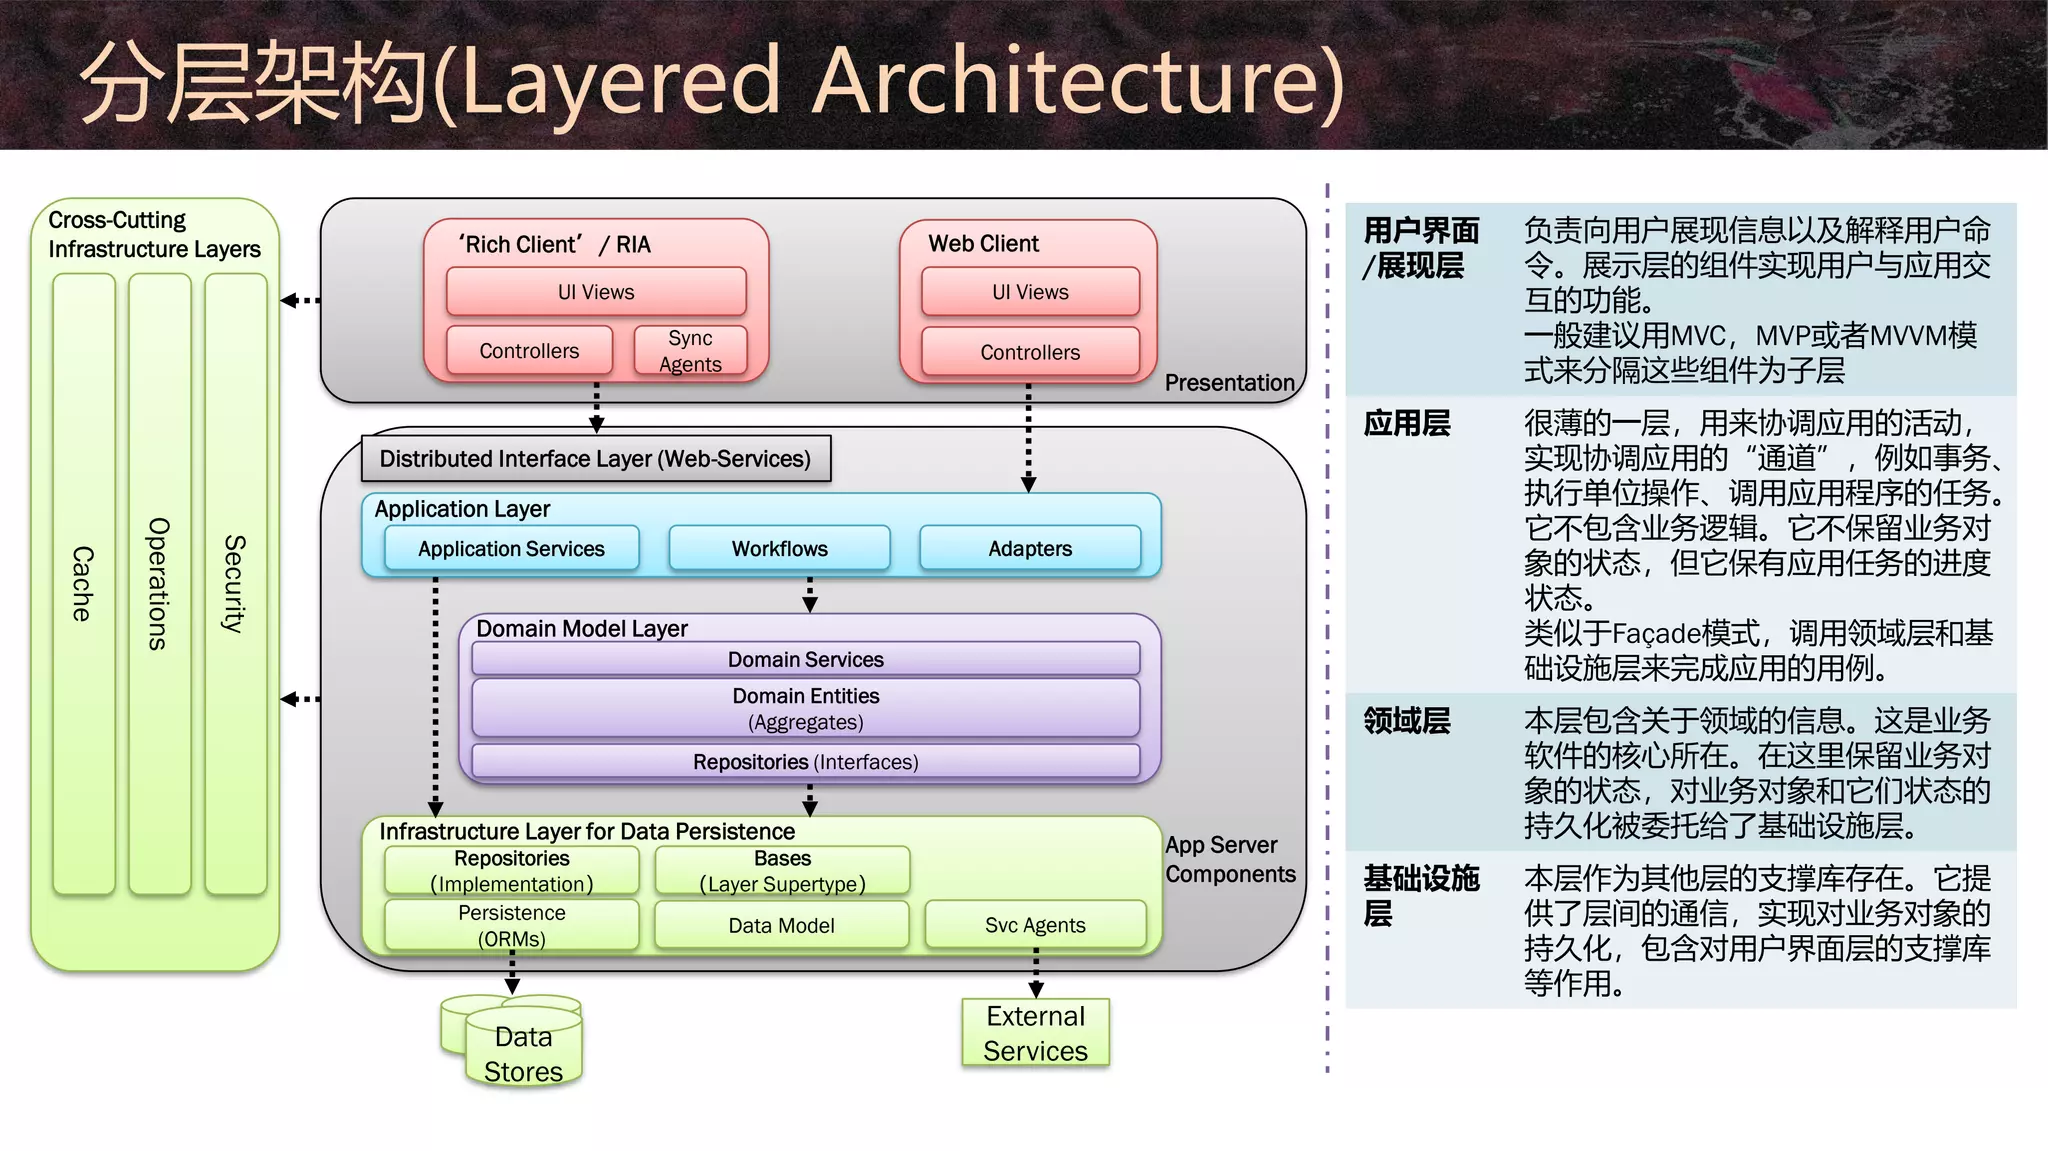 分层架构(Layered Architecture)
Cross-Cutting
Infrastructure Layers
Cache
Operations
Security
‘Rich Client’ / RIA
UI Views
Controllers
Sync
Agents
Web Client
UI Views
Controllers
Presentation
Distributed Interface Layer (Web-Services)
Application Layer
Application Services
Workflows
Adapters
Domain Model Layer
Domain Services
Domain Entities
(Aggregates)
Repositories (Interfaces)
Infrastructure Layer for Data Persistence
Repositories
(Implementation)
Bases
(Layer Supertype)
Persistence
(ORMs)
Data Model
Svc Agents
App Server
Components
Data
Stores
External
Services
用户界面
/展现层
负责向用户展现信息以及解释用户命
令。展示层的组件实现用户与应用交
互的功能。
一般建议用MVC，MVP或者MVVM模
式来分隔这些组件为子层
应用层
很薄的一层，用来协调应用的活动，
实现协调应用的“通道”，例如事务、
执行单位操作、调用应用程序的任务。
它不包含业务逻辑。它不保留业务对
象的状态，但它保有应用任务的进度
状态。
类似于Façade模式，调用领域层和基
础设施层来完成应用的用例。
领域层
本层包含关于领域的信息。这是业务
软件的核心所在。在这里保留业务对
象的状态，对业务对象和它们状态的
持久化被委托给了基础设施层。
基础设施
层
本层作为其他层的支撑库存在。它提
供了层间的通信，实现对业务对象的
持久化，包含对用户界面层的支撑库
等作用。